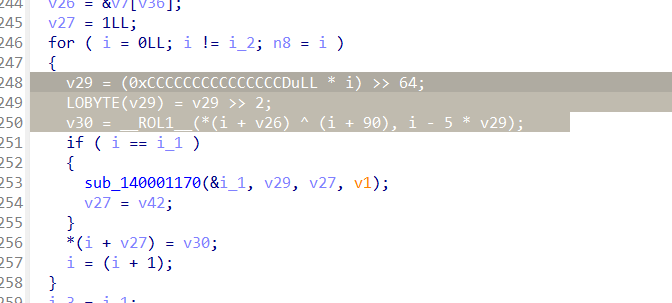 244 v26 = &v7[v36];
245 v27 = 1LL;
246 for ( i = 0LL; i != i_2; n8 = i )
247 {
248 v29 = (0xCCCCCCCCCCCCCCCDuLL * i) >> 64;
249 LOBYTE(v29) = v29 >> 2;
250 v30 = __ROL1__(*(i + v26) ^ (i + 90), i - 5 * v29);
251 if ( i == i_1 )
252 {
253 sub_140001170(&i_1, v29, v27, v1);
254 v27 = v42;
255 }
256 *(i + v27) = v30;
257 i = (i + 1);
258 }
259 i_3 = i_1;